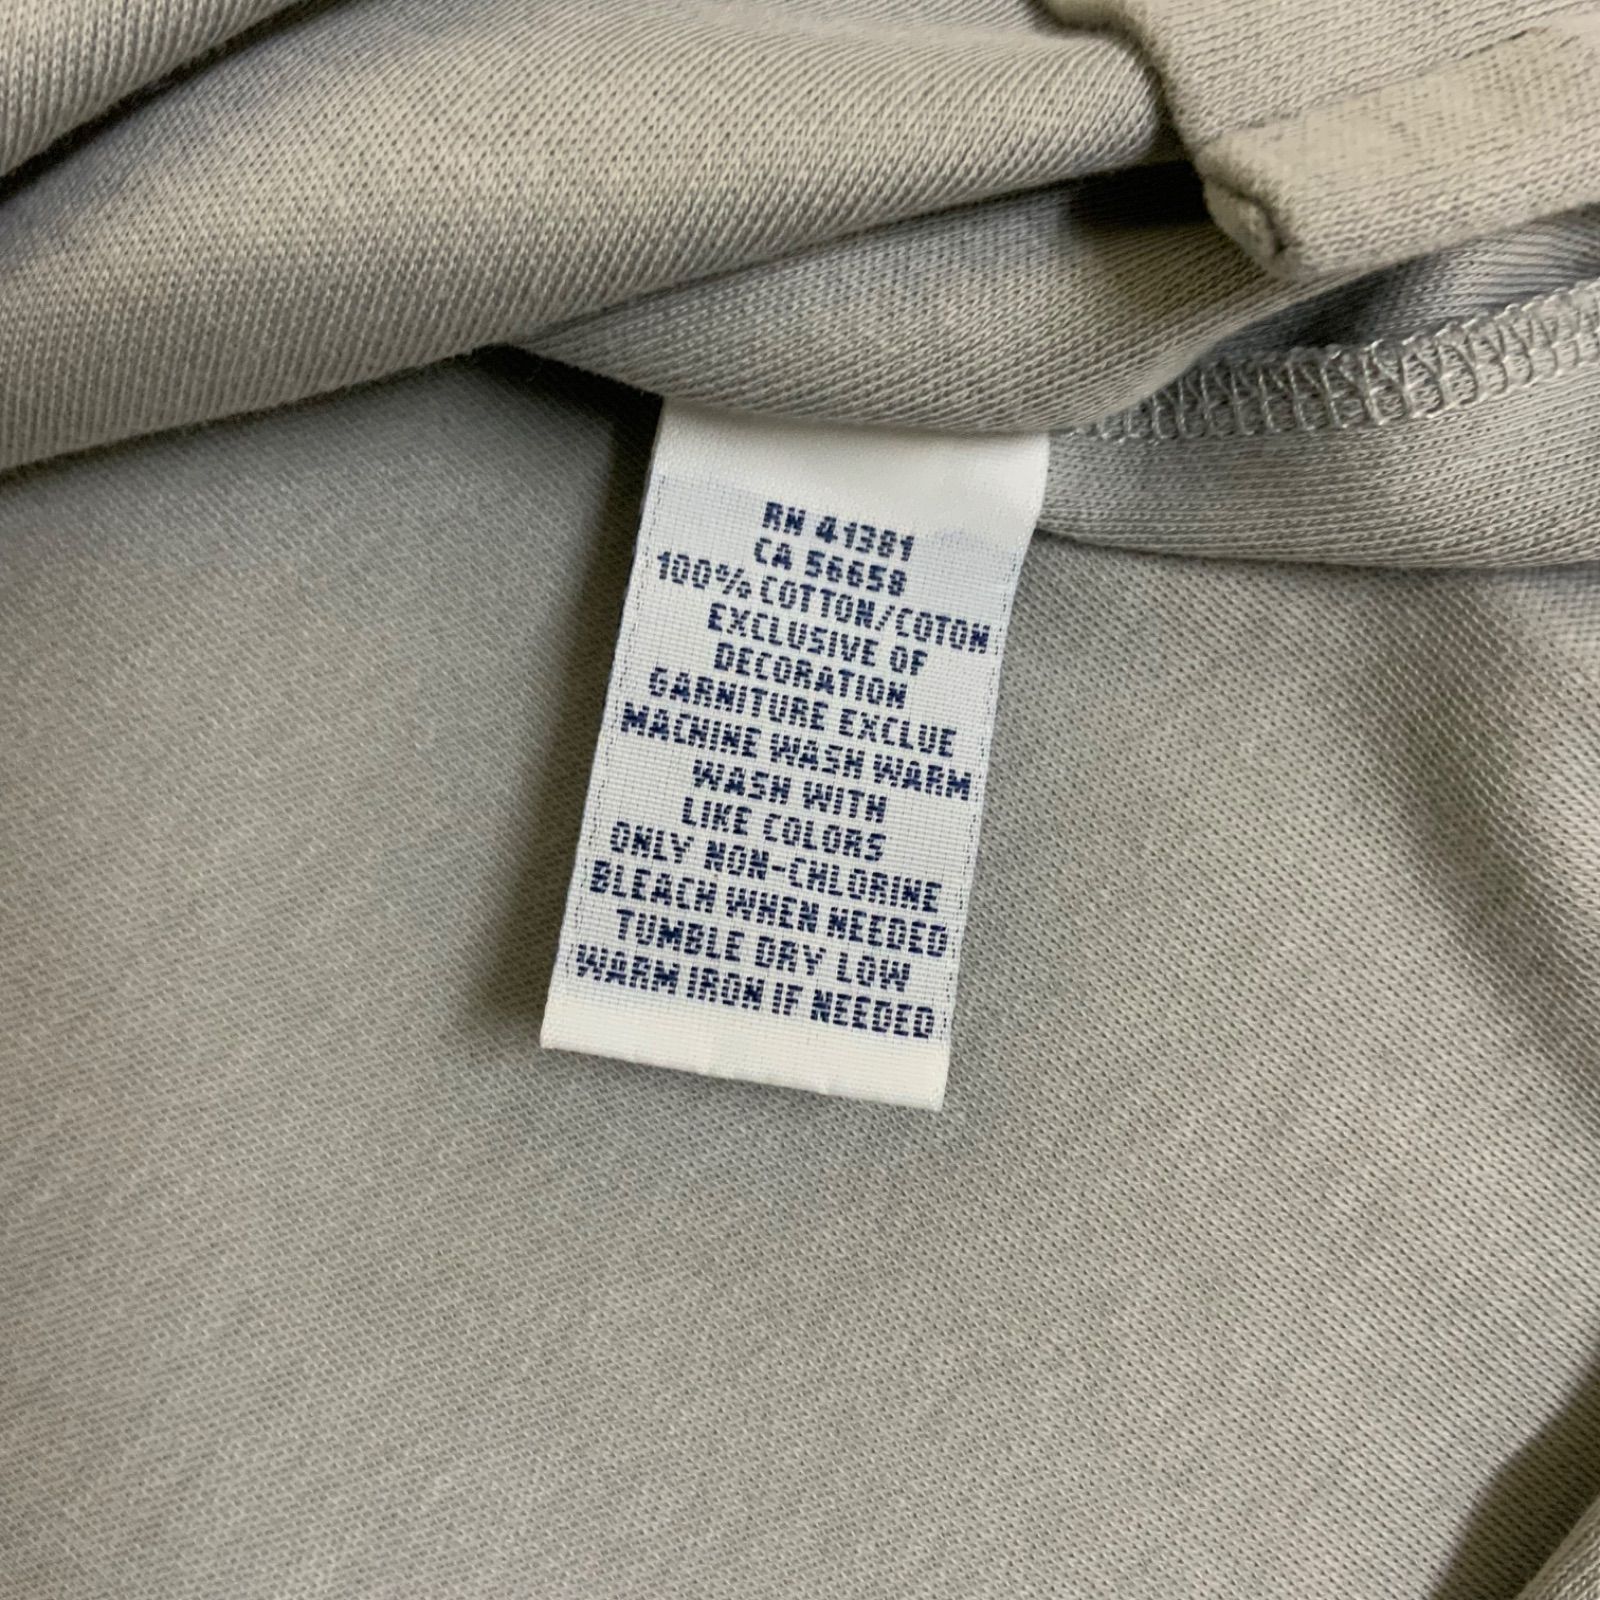 RN 41381
CA 56658
100% COTTON/COTON
EXCLUSIVE OF
DECORATION
GARNITURE EXCLUE
MACHINE WASH WARM
WASH WITH
LIKE COLORS
ONLY NON-CHLORINE
BLEACH WHEN NEEDED
TUMBLE DRY LOW
WARM IRON IF NEEDED